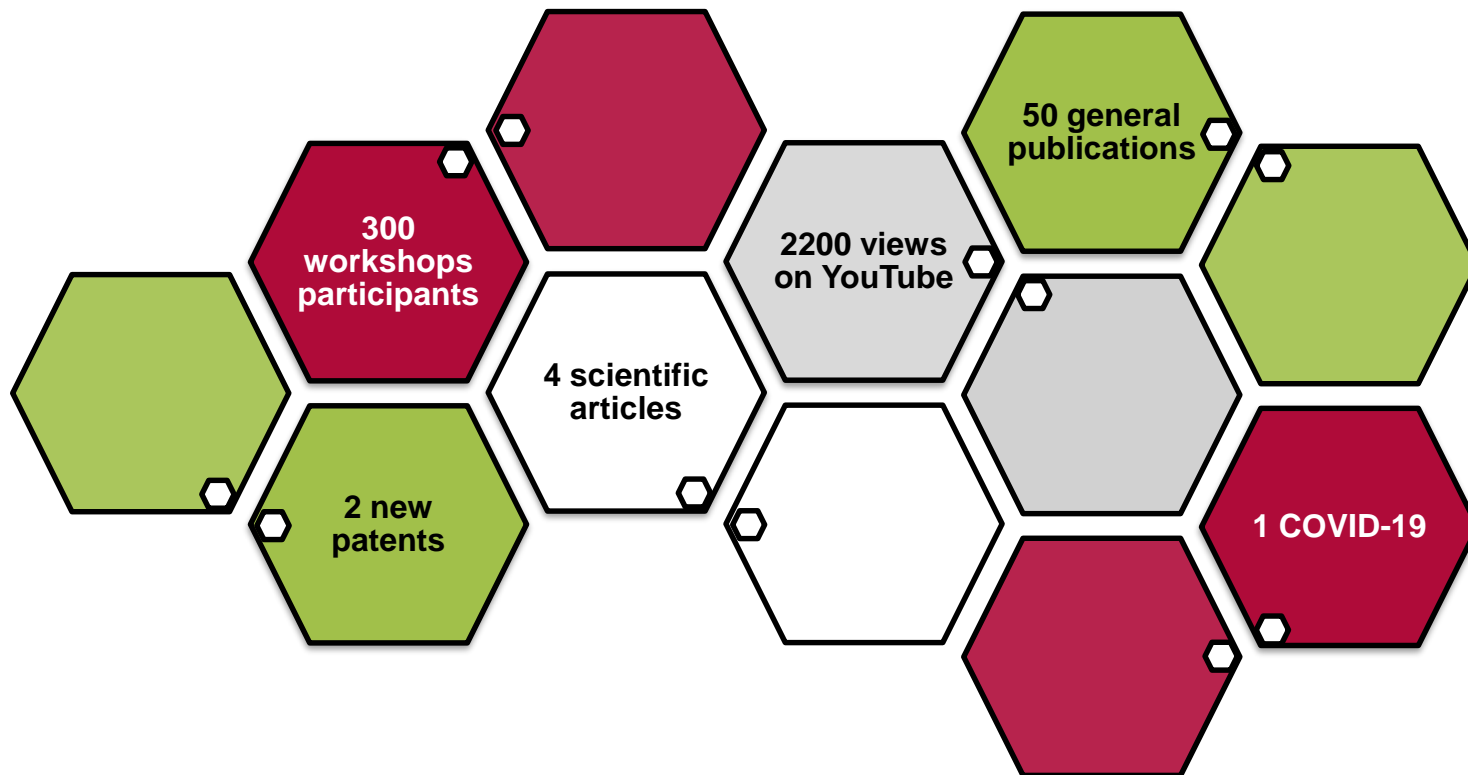 50 general
publications
300
workshops
participants
2200 views
on YouTube
4 scientific
articles
2 new
patents
1 COVID-19